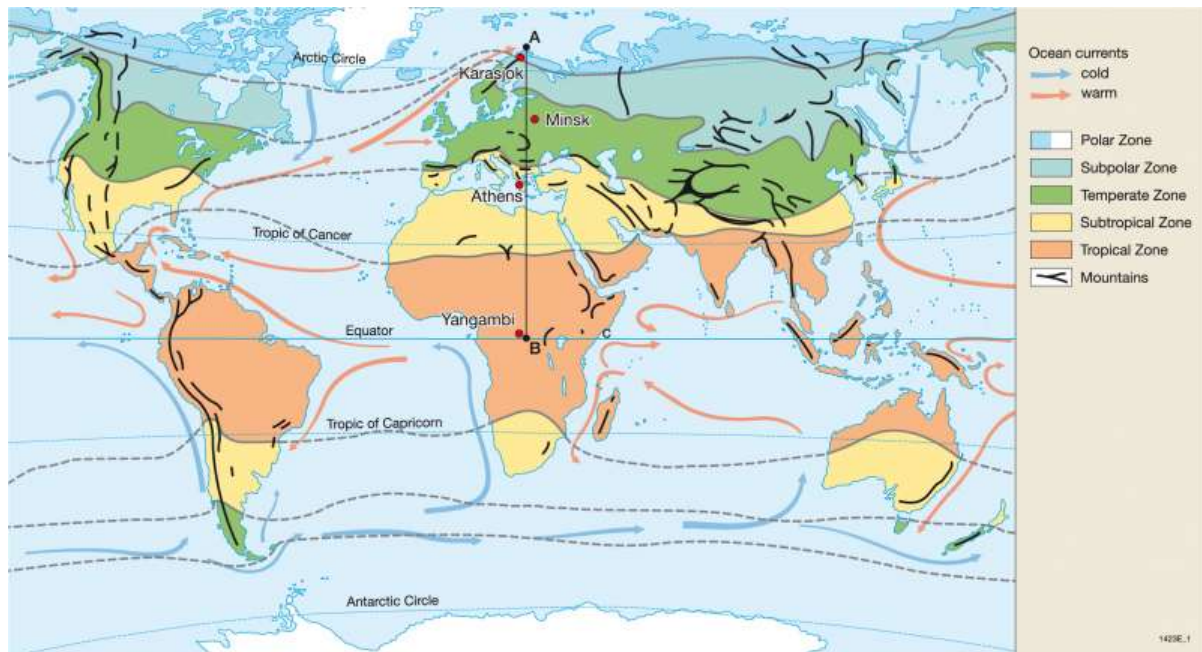 A
Arctic Circle
Karasjok
Minsk
Athens
Tropic of Cancer
Yangambi
Equator
B
C
Tropic of Capricorn
Antarctic Circle
Ocean currents
cold
warm
Polar Zone
Subpolar Zone
Temperate Zone
Subtropical Zone
Tropical Zone
Mountains
1423E_1